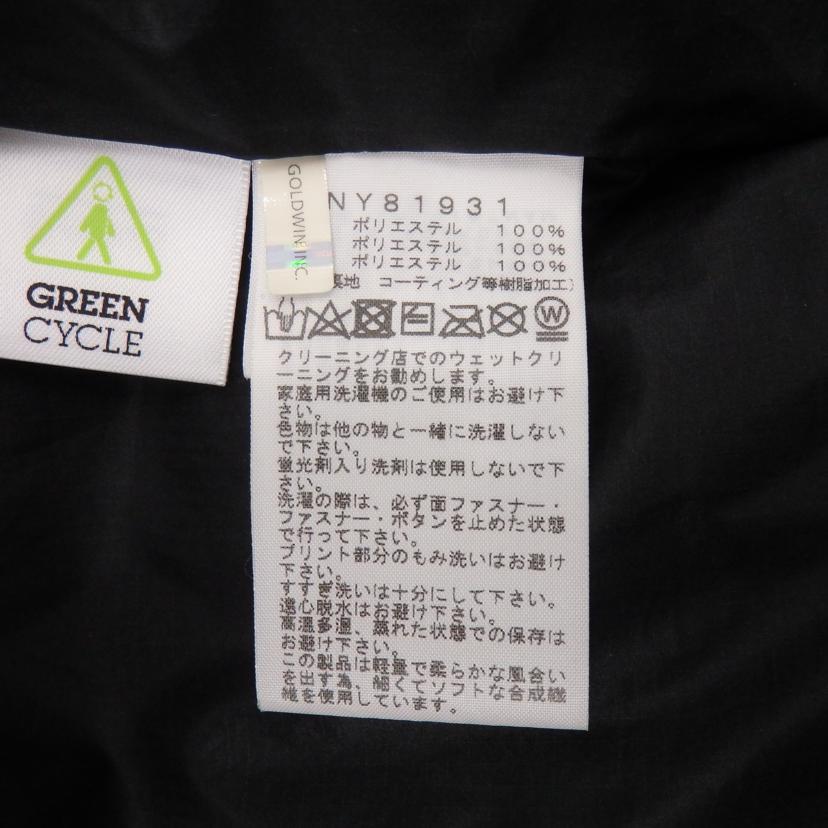 GREEN
CYCLE
GOLDWIN INC.
NY81931
ポリエステル 100%
ポリエステル 100%
ポリエステル 100%
裏地 コーティング等樹脂加工)
W
クリーニング店でのウェットクリ
ーニングをお勧めします。
家庭用洗濯機のご使用はお避け下
さい。
色物は他の物と一緒に洗濯しない
で下さい。
蛍光剤入り洗剤は使用しないで下
さい。
洗濯の際は、必ず面ファスナー・
ファスナー・ボタンを止めた状態
で行って下さい。
プリント部分のもみ洗いはお避け
下さい。
すすぎ洗いは十分にして下さい。
遠心脱水はお避け下さい。
高温多湿、蒸れた状態での保存は
お避け下さい。
この製品は軽量で柔らかな風合い
を出す為、細くてソフトな合成繊
維を使用しています。